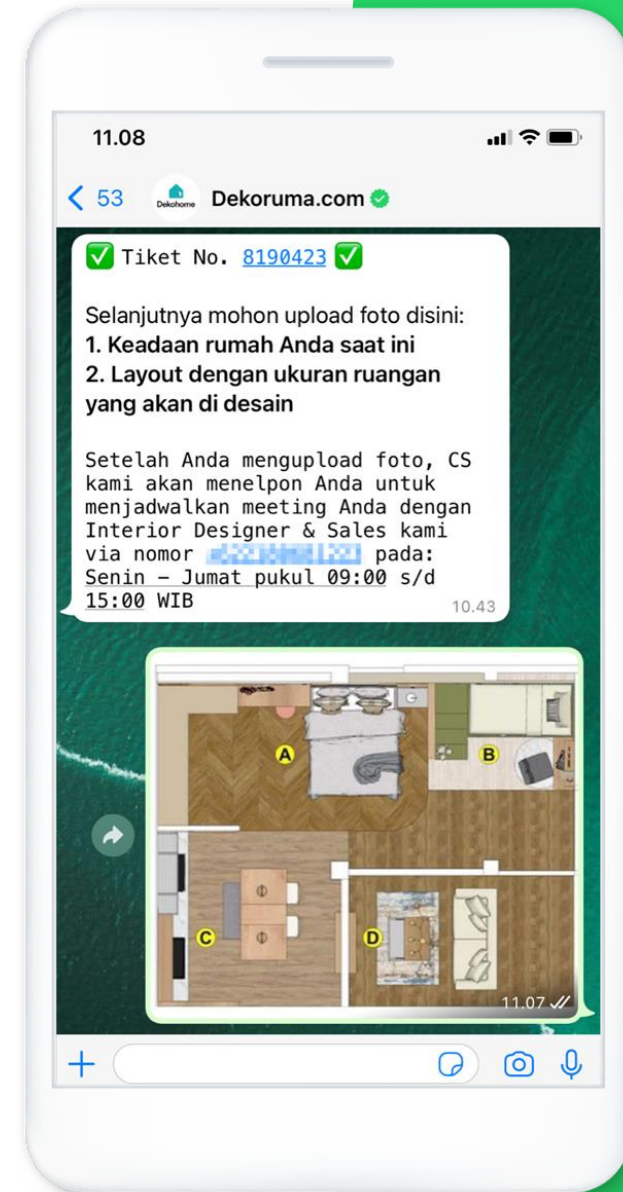 11.08
53 Dekohome Dekoruma.com
✅ Tiket No. 8190423 ✅
Selanjutnya mohon upload foto disini:
1. Keadaan rumah Anda saat ini
2. Layout dengan ukuran ruangan
yang akan di desain
Setelah Anda mengupload foto, CS
kami akan menelpon Anda untuk
menjadwalkan meeting Anda dengan
Interior Designer & Sales kami
via nomor pada:
Senin – Jumat pukul 09:00 s/d
15:00 WIB
10.43
A
B
C
D
11.07